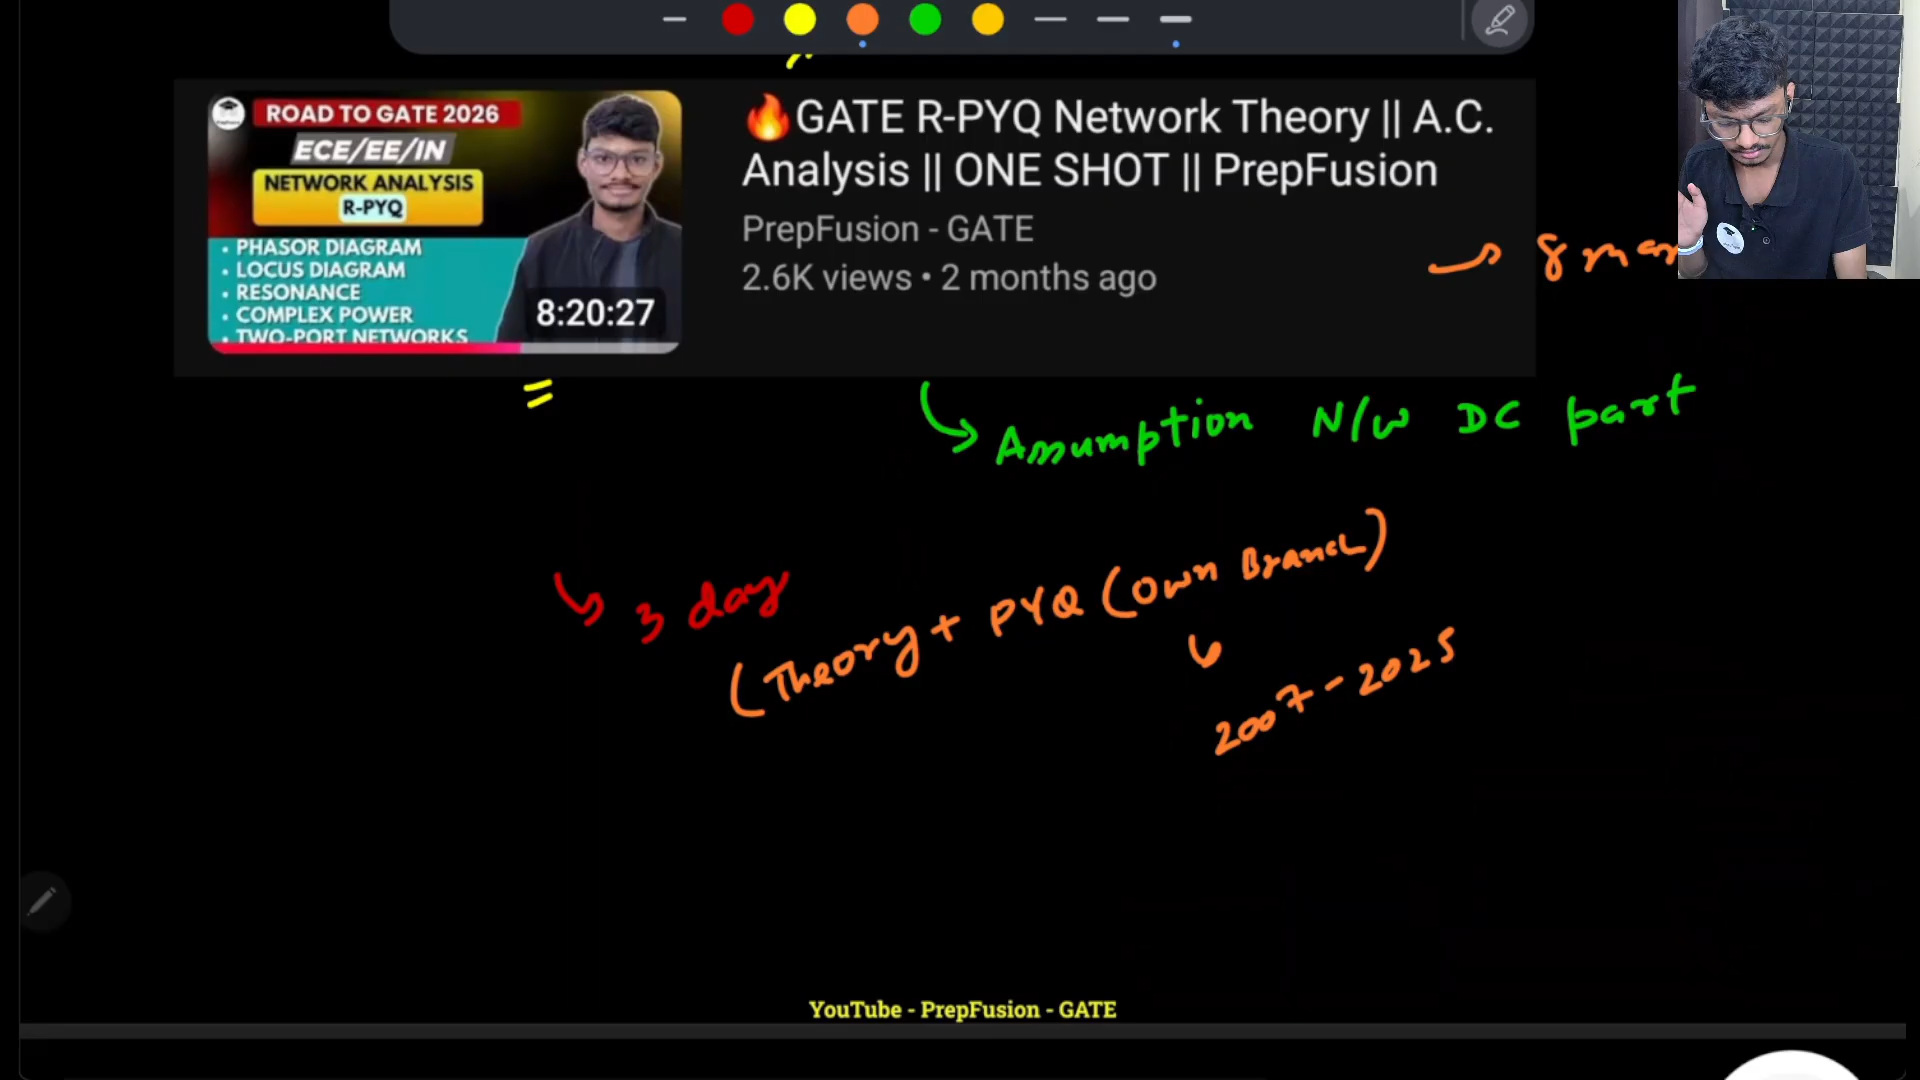 ROAD TO GATE 2026
ECE/EE/IN
NETWORK ANALYSIS
R-PYQ
• PHASOR DIAGRAM
• LOCUS DIAGRAM
• RESONANCE
• COMPLEX POWER
• TWO-PORT NETWORKS
8:20:27
🔥GATE R-PYQ Network Theory || A.C.
Analysis || ONE SHOT || PrepFusion
PrepFusion - GATE
2.6K views • 2 months ago
8
=
Assumption N/W DC part
3 day
(Theory + PYQ (Own Branch)
2007-2025
YouTube - PrepFusion - GATE